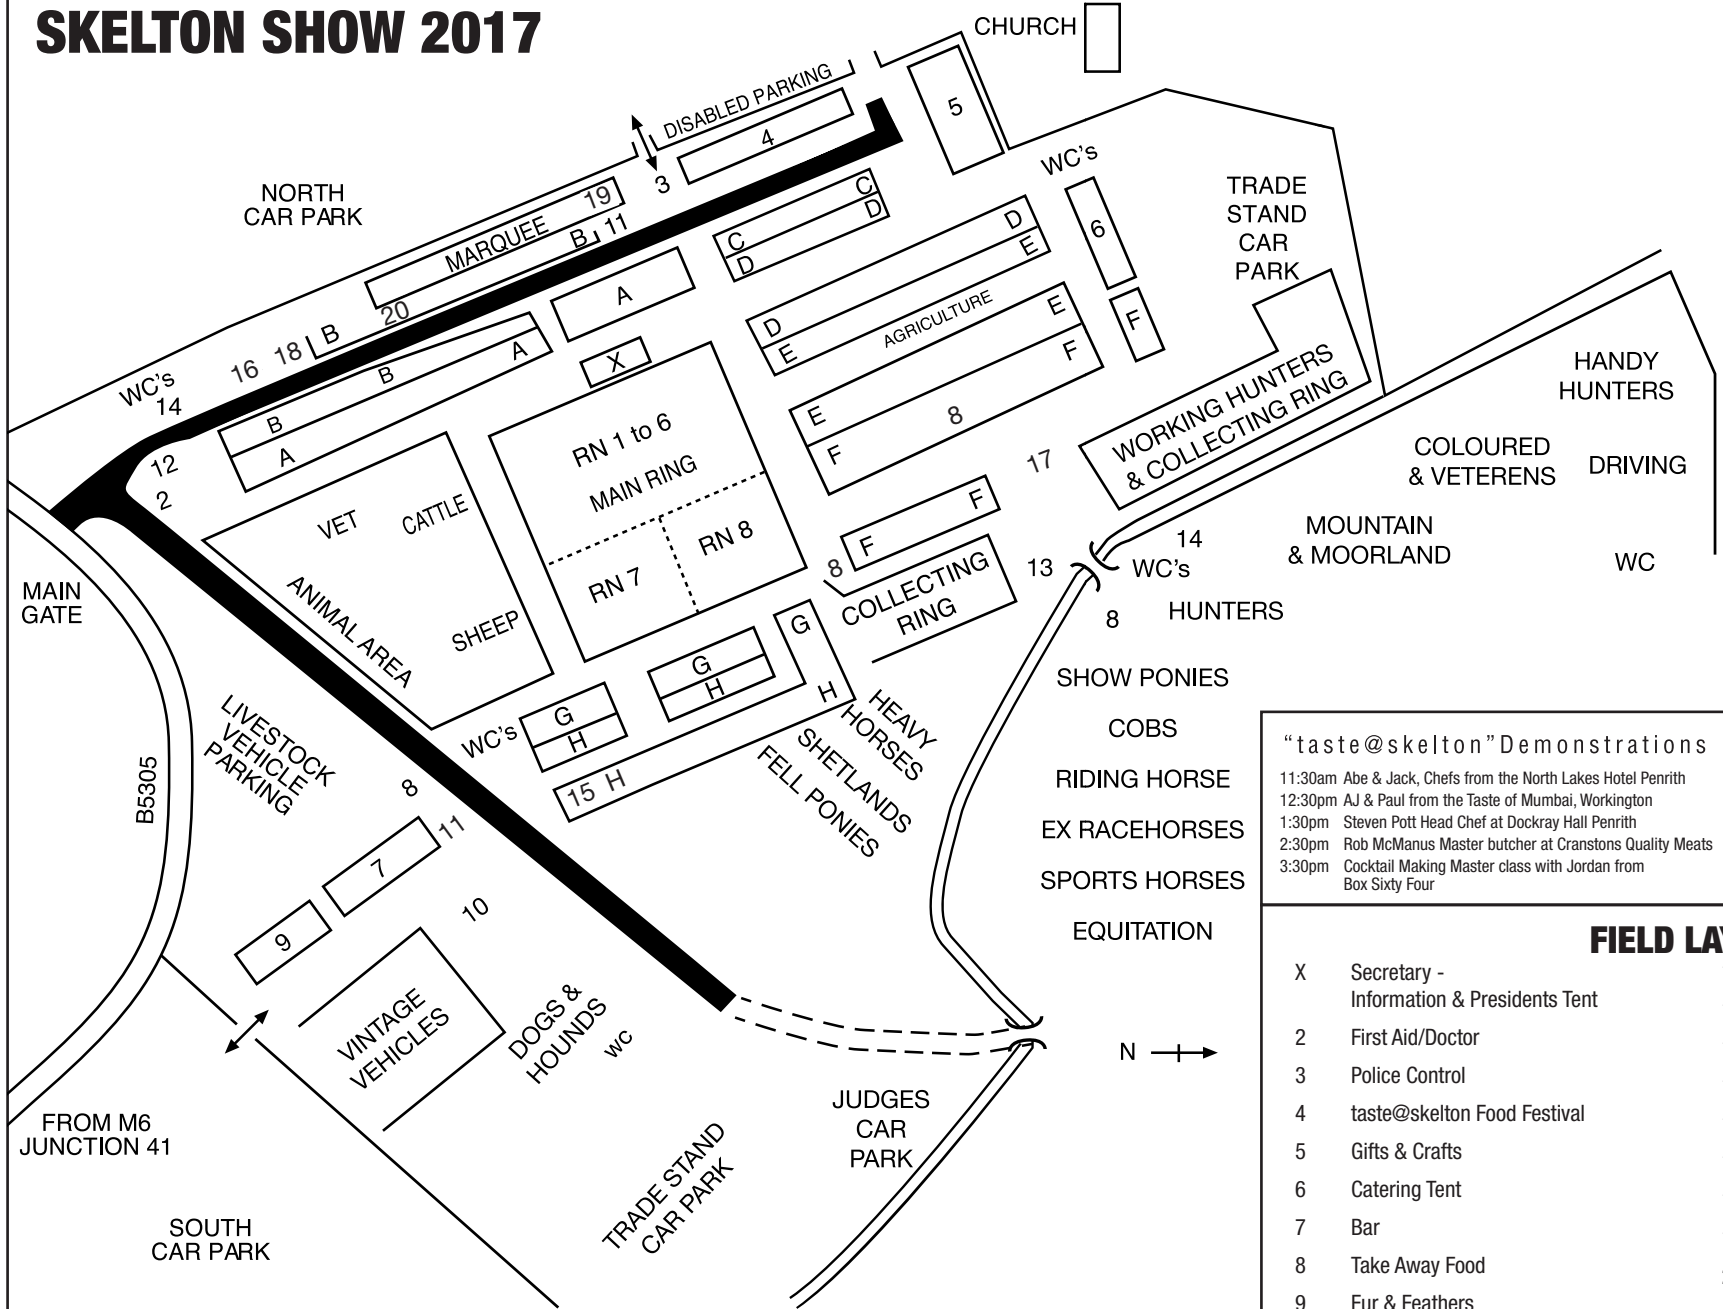 SKELTON SHOW 2017
CHURCH
DISABLED PARKING
5
4
3
NORTH
CAR PARK
19
MARQUEE
B
11
WC's
C
D
C
D
TRADE
STAND
CAR
PARK
6
D
E
A
20
B
18
16
WC's
14
D
E
AGRICULTURE
E
F
F
A
B
X
B
A
HANDY
HUNTERS
WORKING HUNTERS
& COLLECTING RING
E
F
8
RN 1 to 6
MAIN RING
12
2
17
COLOURED
& VETERENS
DRIVING
VET
CATTLE
F
F
RN 8
RN 7
8
MOUNTAIN
& MOORLAND
14
WC's
WC
13
COLLECTING
RING
MAIN
GATE
ANIMAL AREA
SHEEP
8
HUNTERS
G
H
G
H
SHOW PONIES
HEAVY
HORSES
WC's
G
H
SHETLANDS
FELL PONIES
COBS
LIVESTOCK
VEHICLE
PARKING
B5305
15 H
8
RIDING HORSE
EX RACEHORSES
SPORTS HORSES
EQUITATION
11
7
10
9
VINTAGE
VEHICLES
DOGS &
HOUNDS
WC
N
FROM M6
JUNCTION 41
JUDGES
CAR
PARK
TRADE STAND
CAR PARK
SOUTH
CAR PARK
"taste@skelton" Demonstrations
11:30am Abe & Jack, Chefs from the North Lakes Hotel Penrith
12:30pm AJ & Paul from the Taste of Mumbai, Workington
1:30pm Steven Pott Head Chef at Dockray Hall Penrith
2:30pm Rob McManus Master butcher at Cranstons Quality Meats
3:30pm Cocktail Making Master class with Jordan from
Box Sixty Four
FIELD LA
X Secretary -
Information & Presidents Tent
2 First Aid/Doctor
3 Police Control
4 taste@skelton Food Festival
5 Gifts & Crafts
6 Catering Tent
7 Bar
8 Take Away Food
9 Fur & Feathers